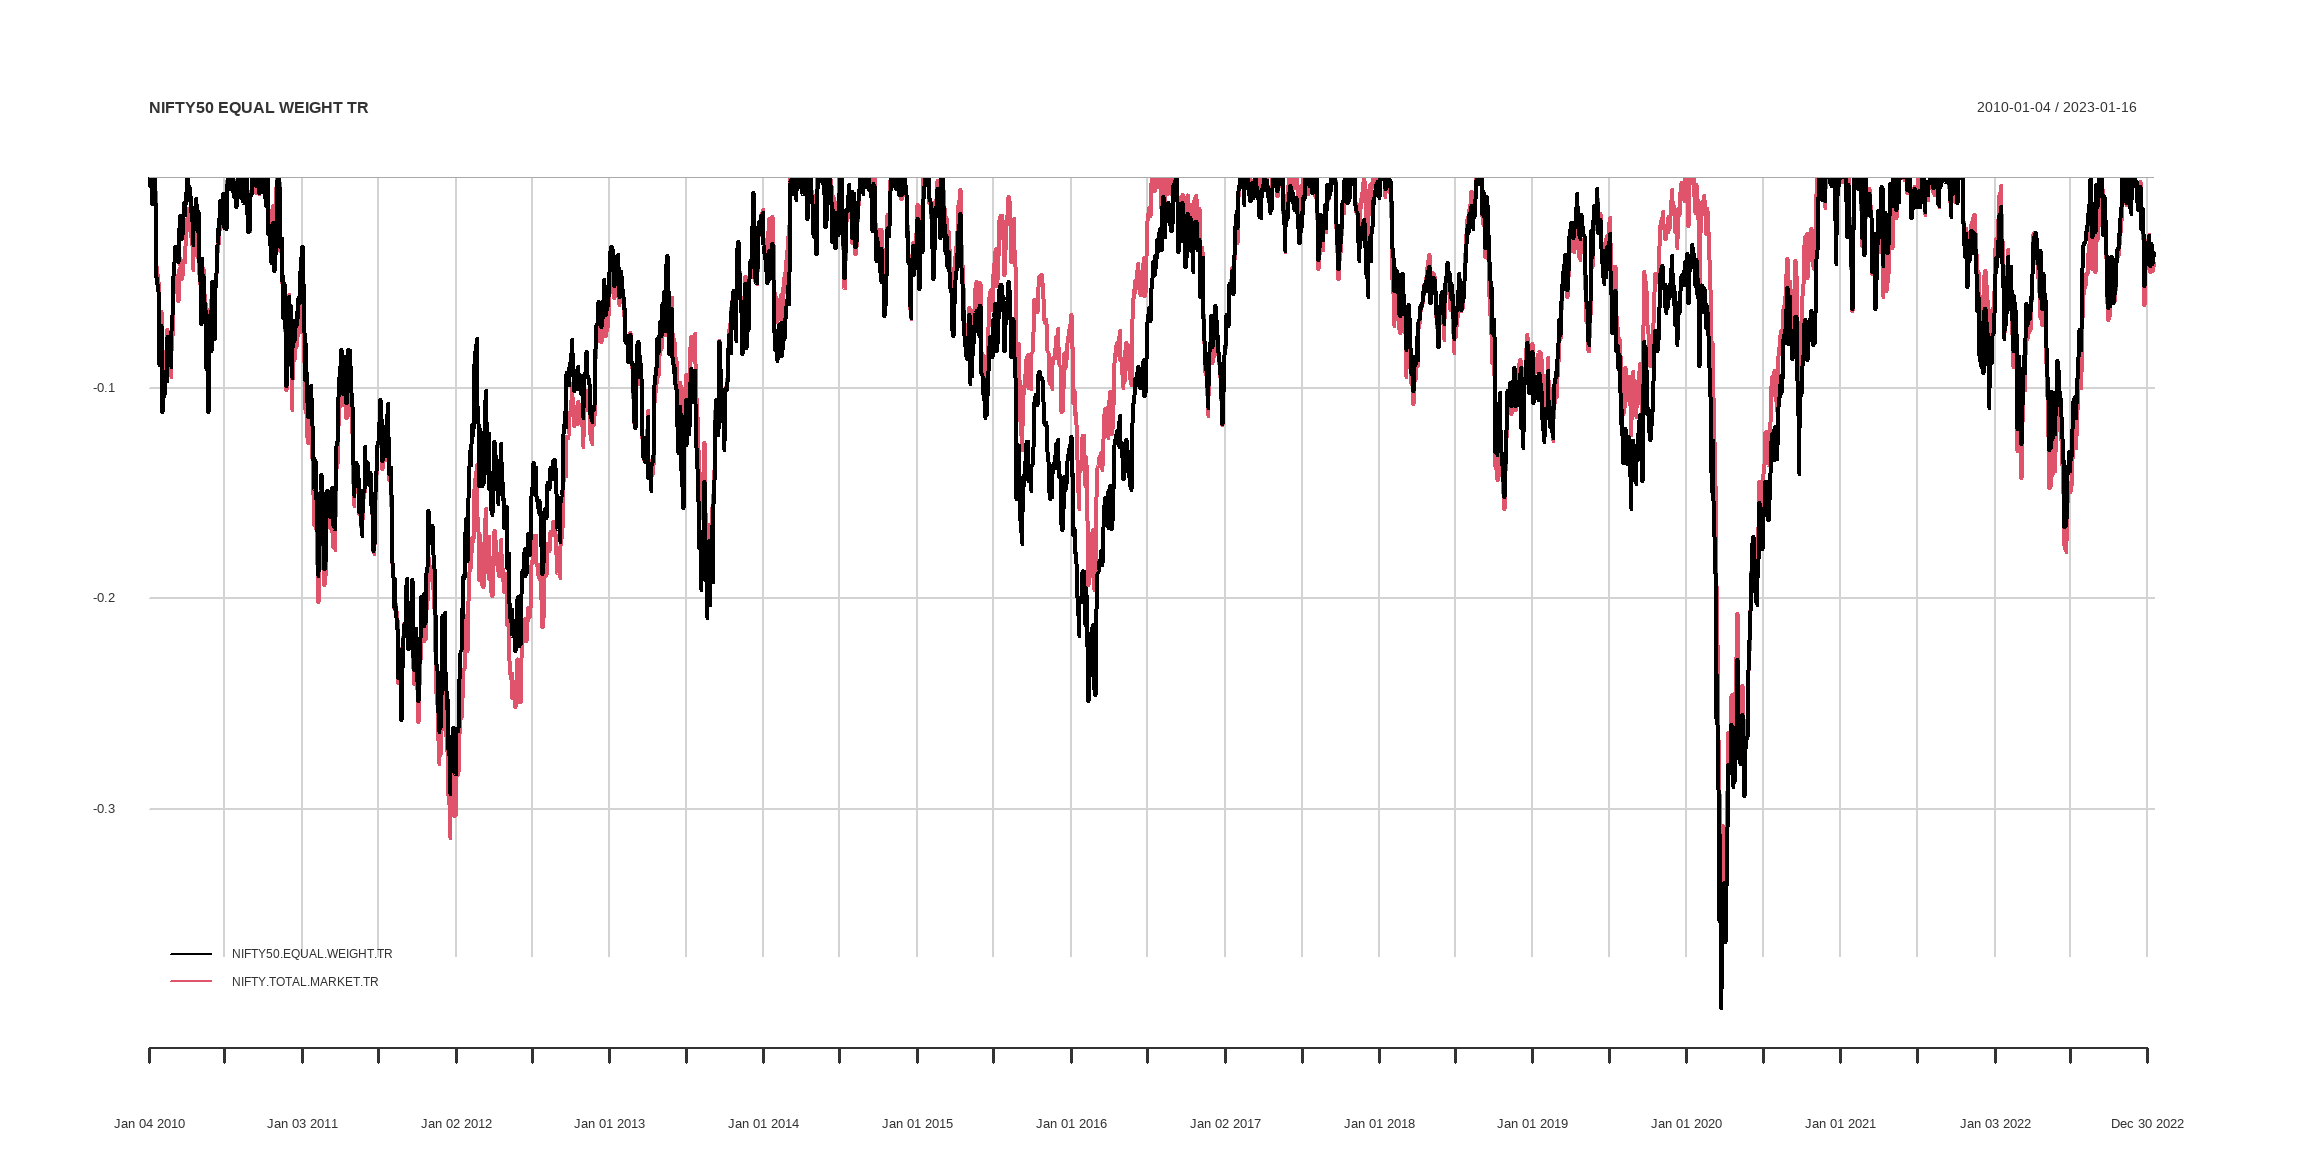 NIFTY50 EQUAL WEIGHT TR
2010-01-04 / 2023-01-16
-0.1
-0.2
-0.3
NIFTY50.EQUAL.WEIGHT.TR
NIFTY.TOTAL.MARKET.TR
Jan 04 2010 Jan 03 2011 Jan 02 2012 Jan 01 2013 Jan 01 2014 Jan 01 2015 Jan 01 2016 Jan 02 2017 Jan 01 2018 Jan 01 2019 Jan 01 2020 Jan 01 2021 Jan 03 2022 Dec 30 2022